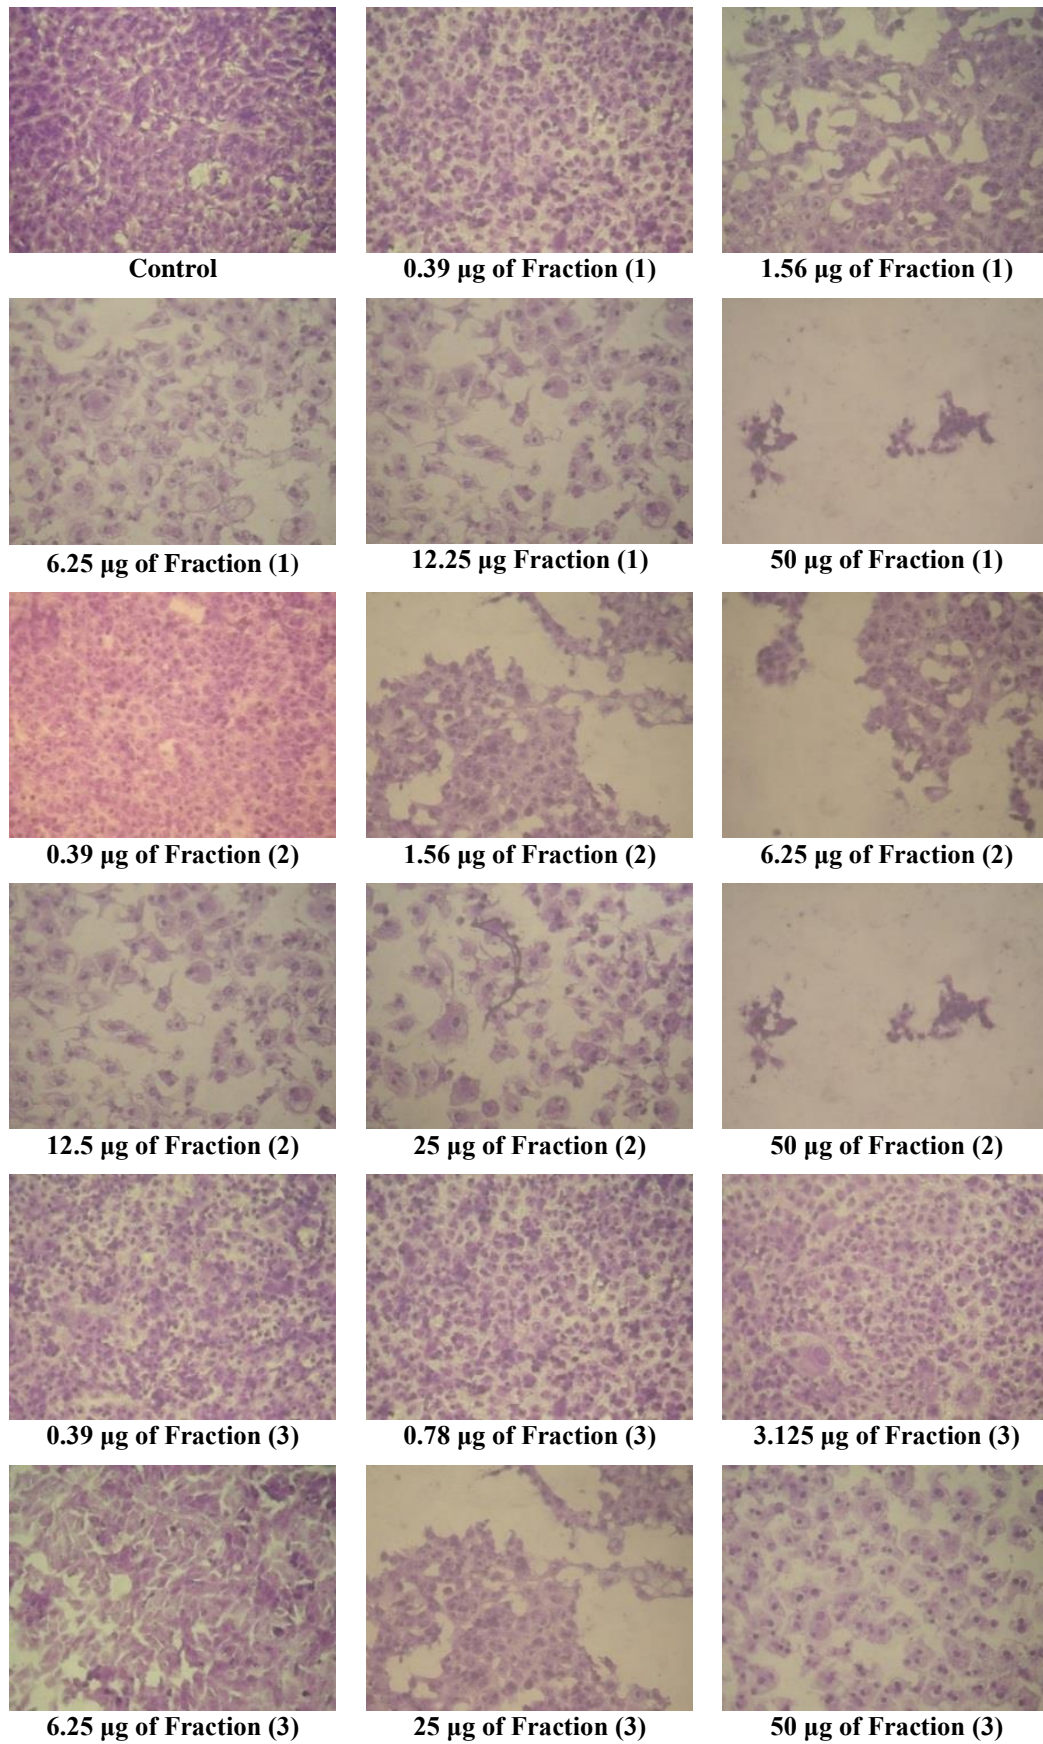 Control
0.39 µg of Fraction (1)
1.56 µg of Fraction (1)
6.25 µg of Fraction (1)
12.25 µg Fraction (1)
50 µg of Fraction (1)
0.39 µg of Fraction (2)
1.56 µg of Fraction (2)
6.25 µg of Fraction (2)
12.5 µg of Fraction (2)
25 µg of Fraction (2)
50 µg of Fraction (2)
0.39 µg of Fraction (3)
0.78 µg of Fraction (3)
3.125 µg of Fraction (3)
6.25 µg of Fraction (3)
25 µg of Fraction (3)
50 µg of Fraction (3)